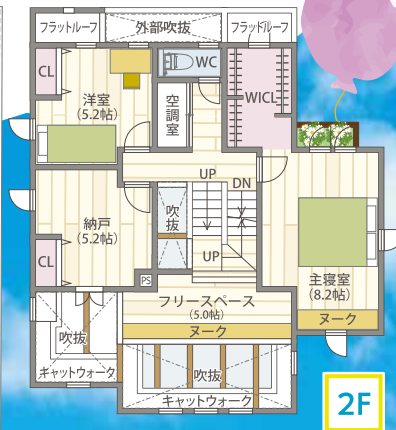 フラットルーフ
外部吹抜
フラットルーフ
CL
洋室
(5.2帖)
WC
空調室
WICL
UP
DN
納戸
(5.2帖)
吹抜
UP
CL
PS
主寝室
(8.2帖)
フリースペース
(5.0帖)
ヌーク
ヌーク
吹抜
キャットウォーク
吹抜
キャットウォーク
2F